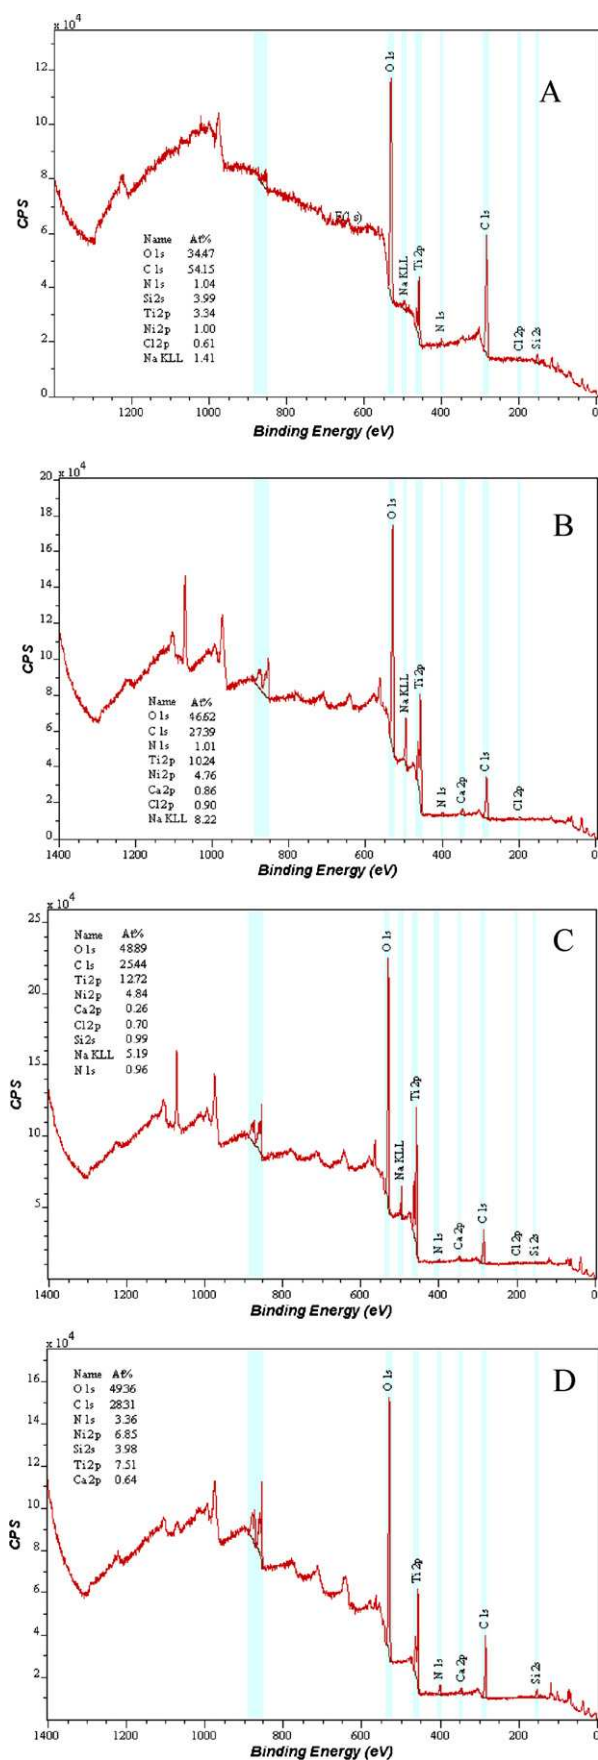 x 10⁴
A
O 1s
12
10
8
6
4
2
0
CPS
F(1s)
Na KLL
Ti 2p
N 1s
C 1s
Cl 2p
Si 2s
Name At%
O 1s 34.47
C 1s 54.15
N 1s 1.04
Si2s 3.99
Ti2p 3.34
Ni2p 1.00
Cl2p 0.61
Na KLL 1.41
1200 1000 800 600 400 200 0
Binding Energy (eV)
x 10⁴
B
O 1s
20
18
16
14
12
10
8
6
4
2
0
CPS
Na KLL
Ti 2p
N 1s
Ca 2p
C 1s
Cl 2p
Name At%
O 1s 46.62
C 1s 27.39
N 1s 1.01
Ti2p 10.24
Ni2p 4.76
Ca2p 0.86
Cl2p 0.90
Na KLL 8.22
1400 1200 1000 800 600 400 200 0
Binding Energy (eV)
x 10⁴
C
O 1s
25
20
15
10
5
CPS
Na KLL
Ti 2p
N 1s
Ca 2p
C 1s
Cl 2p
Si 2s
Name At%
O 1s 48.89
C 1s 25.44
Ti2p 12.72
Ni2p 4.84
Ca2p 0.26
Cl2p 0.70
Si2s 0.99
Na KLL 5.19
N 1s 0.96
1400 1200 1000 800 600 400 200 0
Binding Energy (eV)
x 10⁴
D
O 1s
16
14
12
10
8
6
4
2
CPS
Ti 2p
N 1s
Ca 2p
C 1s
Si 2s
Name At%
O 1s 49.36
C 1s 28.31
N 1s 3.36
Ni2p 6.85
Si2s 3.98
Ti2p 7.51
Ca2p 0.64
1400 1200 1000 800 600 400 200 0
Binding Energy (eV)